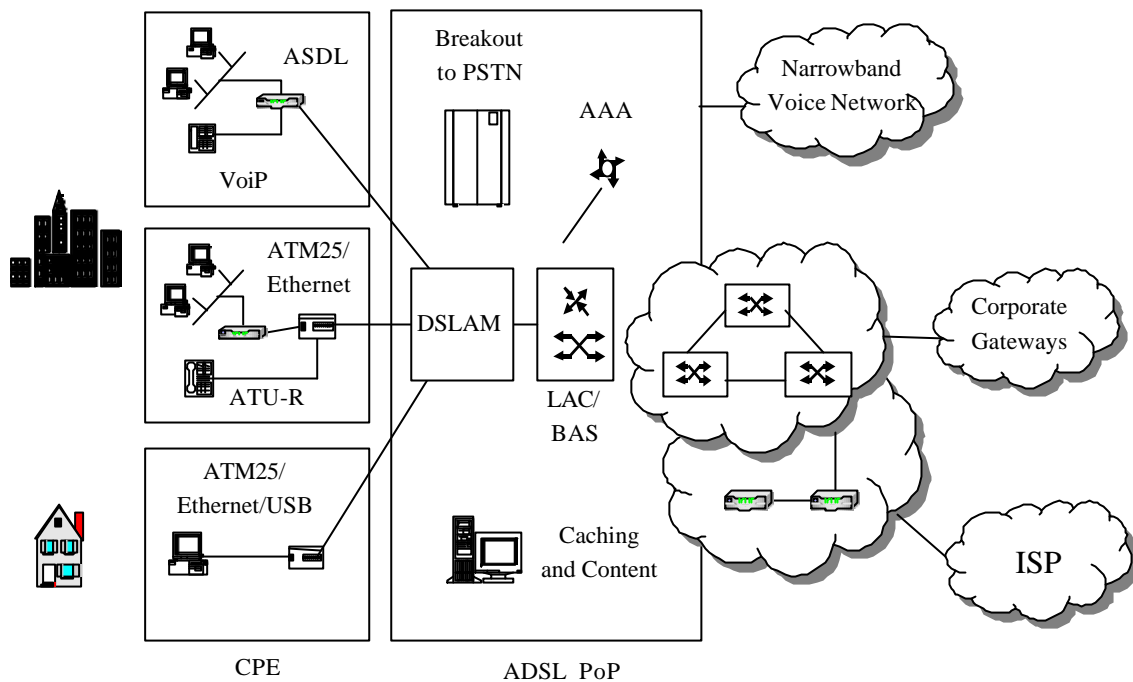 ASDL
VoiP
ATM25/
Ethernet
ATU-R
ATM25/
Ethernet/USB
CPE
Breakout
to PSTN
AAA
DSLAM
LAC/
BAS
Caching
and Content
ADSL PoP
Narrowband
Voice Network
Corporate
Gateways
ISP